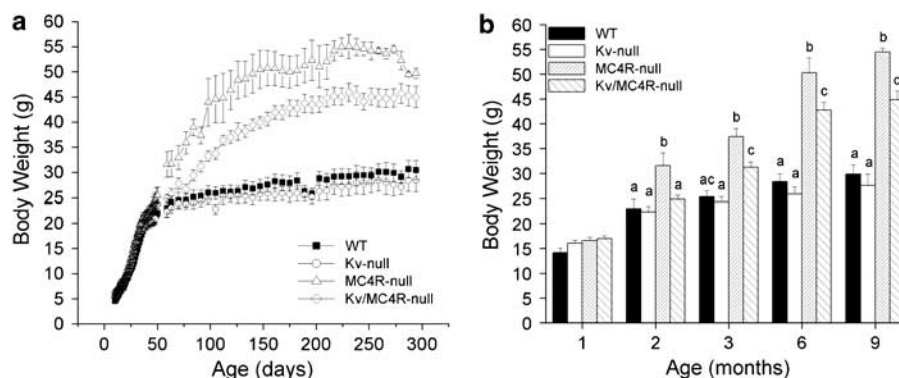 a
60
55
50
45
40
35
30
25
20
15
10
5
0
Body Weight (g)
WT
Kv-null
MC4R-null
Kv/MC4R-null
0 50 100 150 200 250 300
Age (days)
b
60
55
50
45
40
35
30
25
20
15
10
5
0
Body Weight (g)
WT
Kv-null
MC4R-null
Kv/MC4R-null
a a b a
ac a b c
a a b c
a a b c
1 2 3 6 9
Age (months)